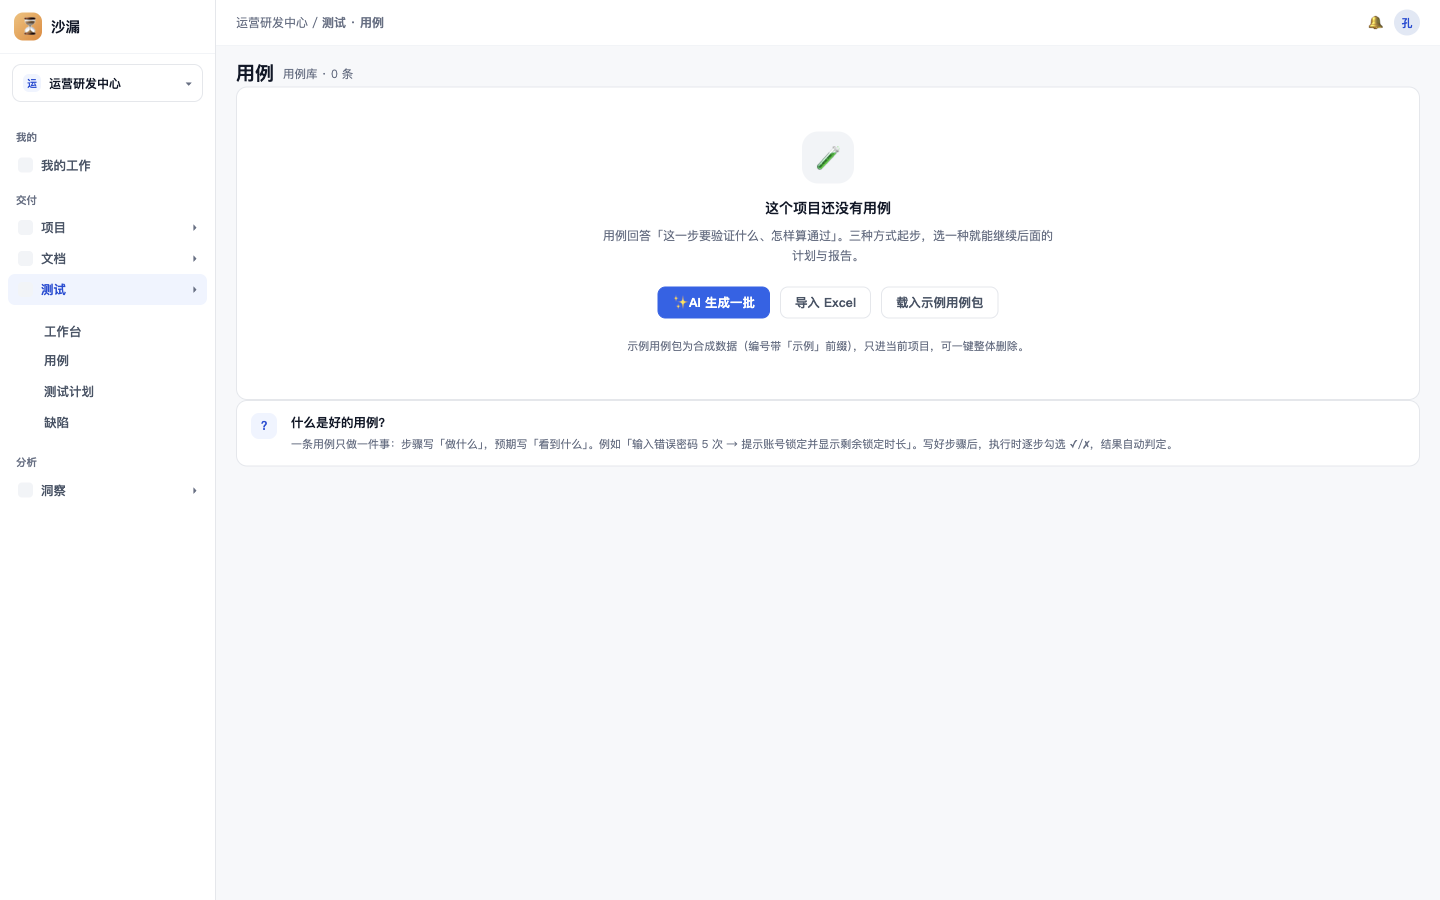 沙漏
运营研发中心 / 测试 · 用例
孔
运 运营研发中心
用例 用例库 · 0 条
我的
我的工作
交付
项目
文档
测试
工作台
用例
测试计划
缺陷
分析
洞察
这个项目还没有用例
用例回答「这一步要验证什么、怎样算通过」。三种方式起步，选一种就能继续后面的
计划与报告。
✨AI 生成一批 导入 Excel 载入示例用例包
示例用例包为合成数据（编号带「示例」前缀），只进当前项目，可一键整体删除。
? 什么是好的用例?
一条用例只做一件事：步骤写「做什么」，预期写「看到什么」。例如「输入错误密码 5 次 → 提示账号锁定并显示剩余锁定时长」。写好步骤后，执行时逐步勾选 ✓/✗，结果自动判定。